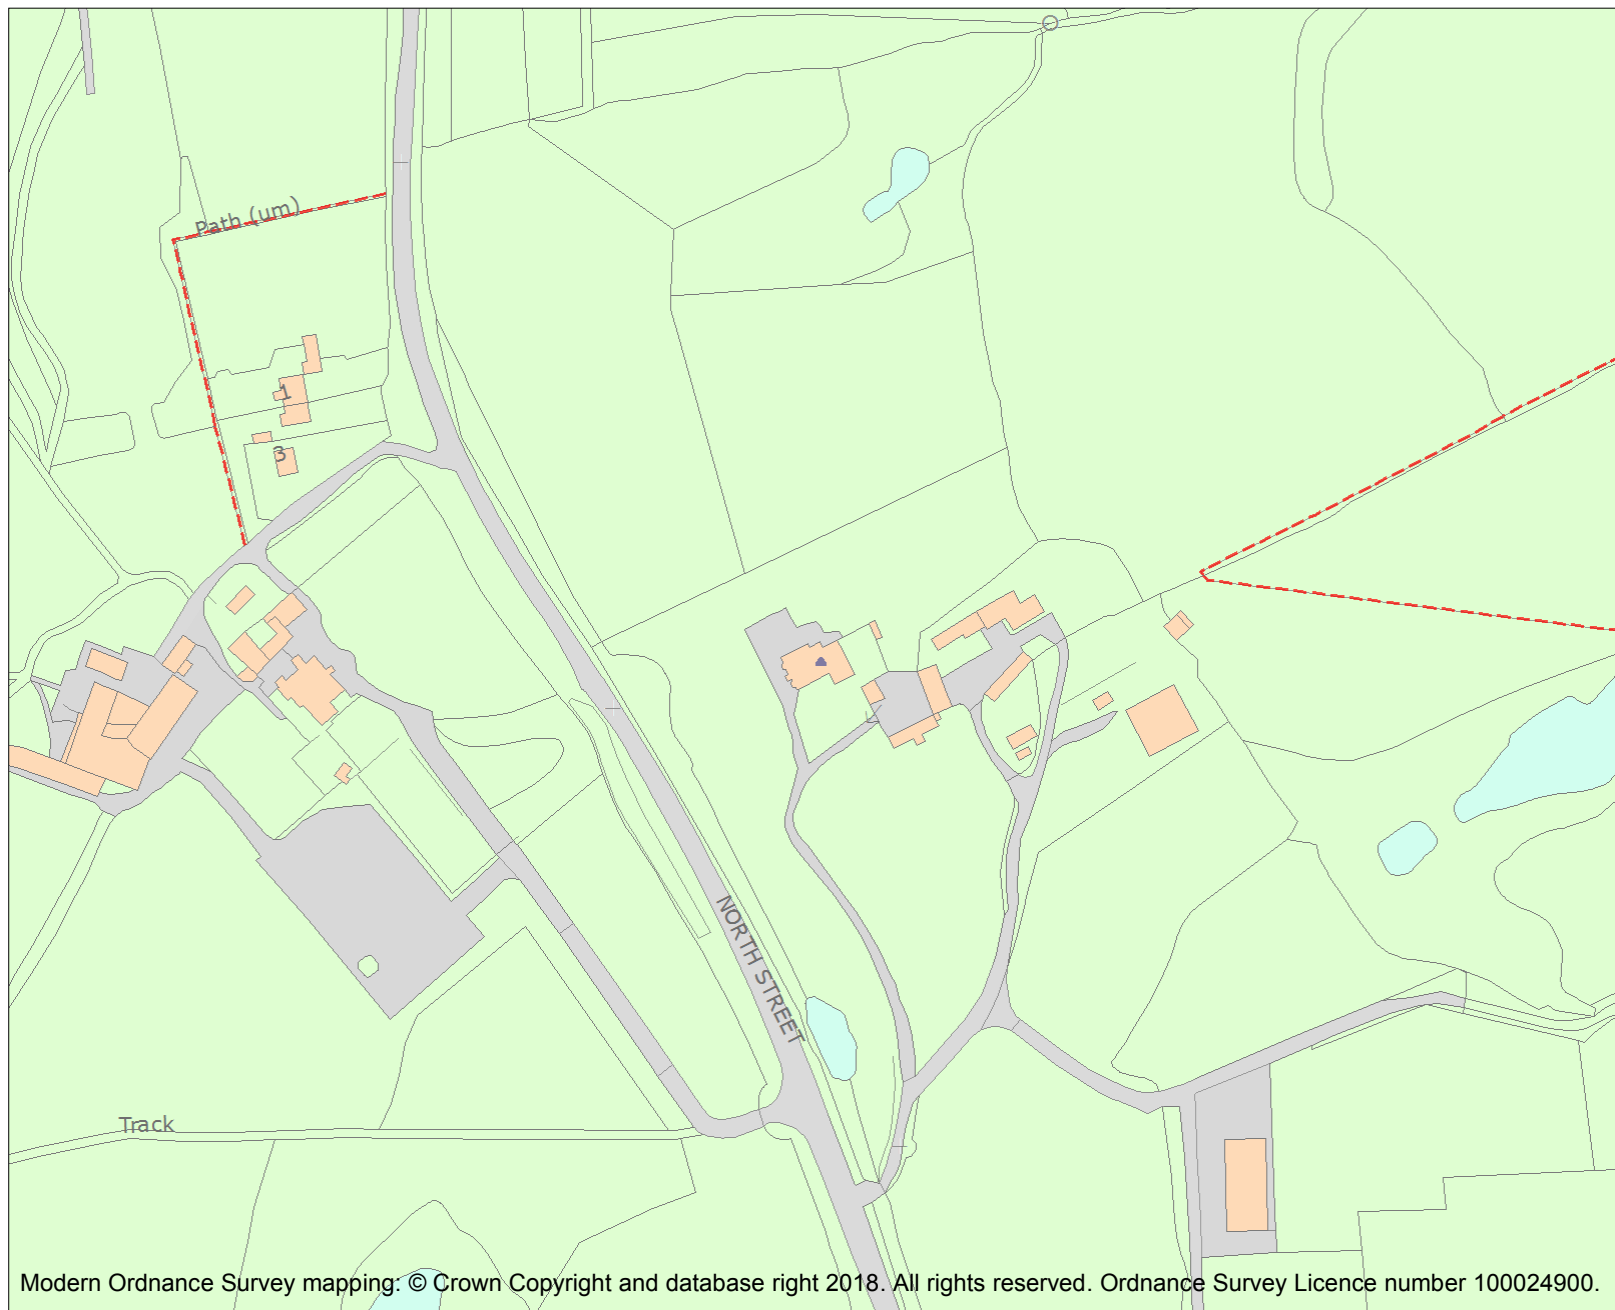 Path (um)
1
3
NORTH STREET
Track
Modern Ordnance Survey mapping: © Crown Copyright and database right 2018. All rights reserved. Ordnance Survey Licence number 100024900.